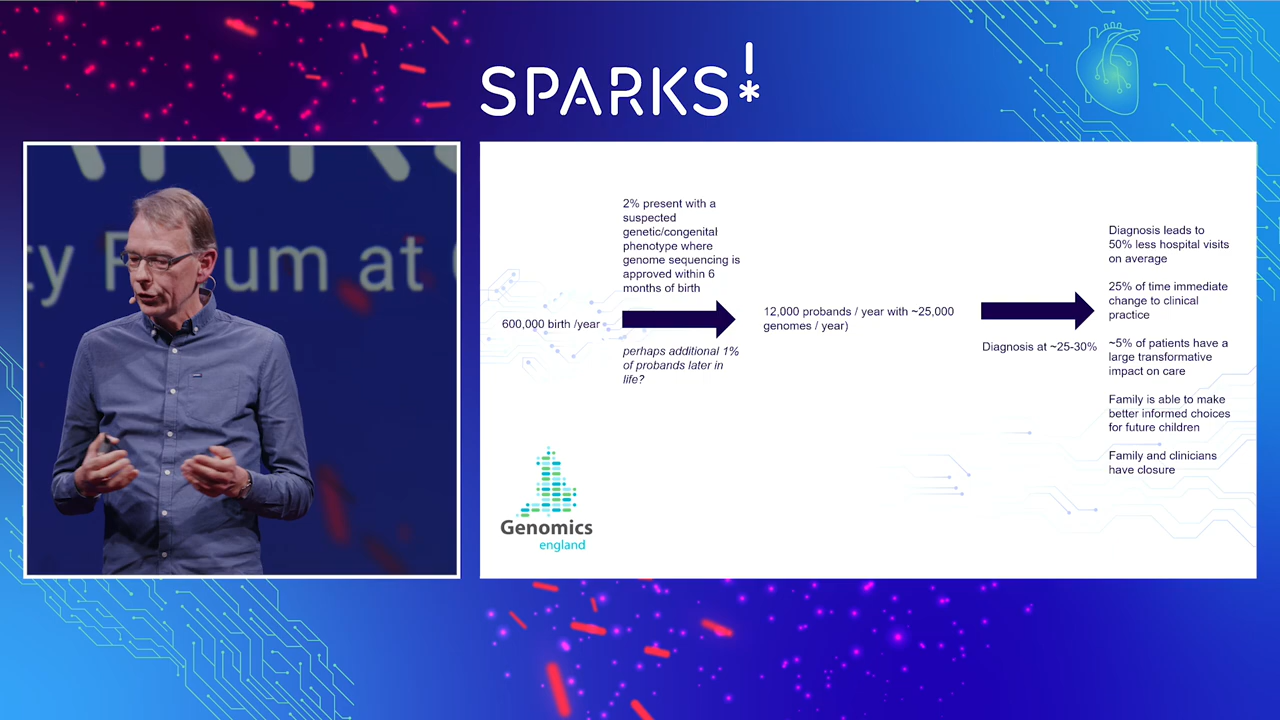 SPARKS!*
ty F um at
2% present with a
suspected
genetic/congenital
phenotype where
genome sequencing is
approved within 6
months of birth
600,000 birth /year
perhaps additional 1%
of probands later in
life?
12,000 probands / year with ~25,000
genomes / year)
Diagnosis at ~25-30%
Diagnosis leads to
50% less hospital visits
on average
25% of time immediate
change to clinical
practice
~5% of patients have a
large transformative
impact on care
Family is able to make
better informed choices
for future children
Family and clinicians
have closure
Genomics
england